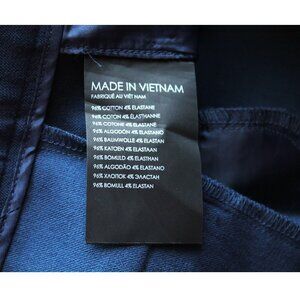 MADE IN VIETNAM
FABRIQUÉ AU VIÊT NAM
96% COTTON 4% ELASTANE
96% COTON 4% ÉLASTHANNE
96% COTONE 4% ELASTANE
96% ALGODÓN 4% ELASTANO
96% BAUMWOLLE 4% ELASTAN
96% KATOEN 4% ELASTAAN
96% BOMULD 4% ELASTHAN
96% ALGODÃO 4% ELASTANO
96% ХЛОПОК 4% ЭЛАСТАН
96% BOMULL 4% ELASTAN